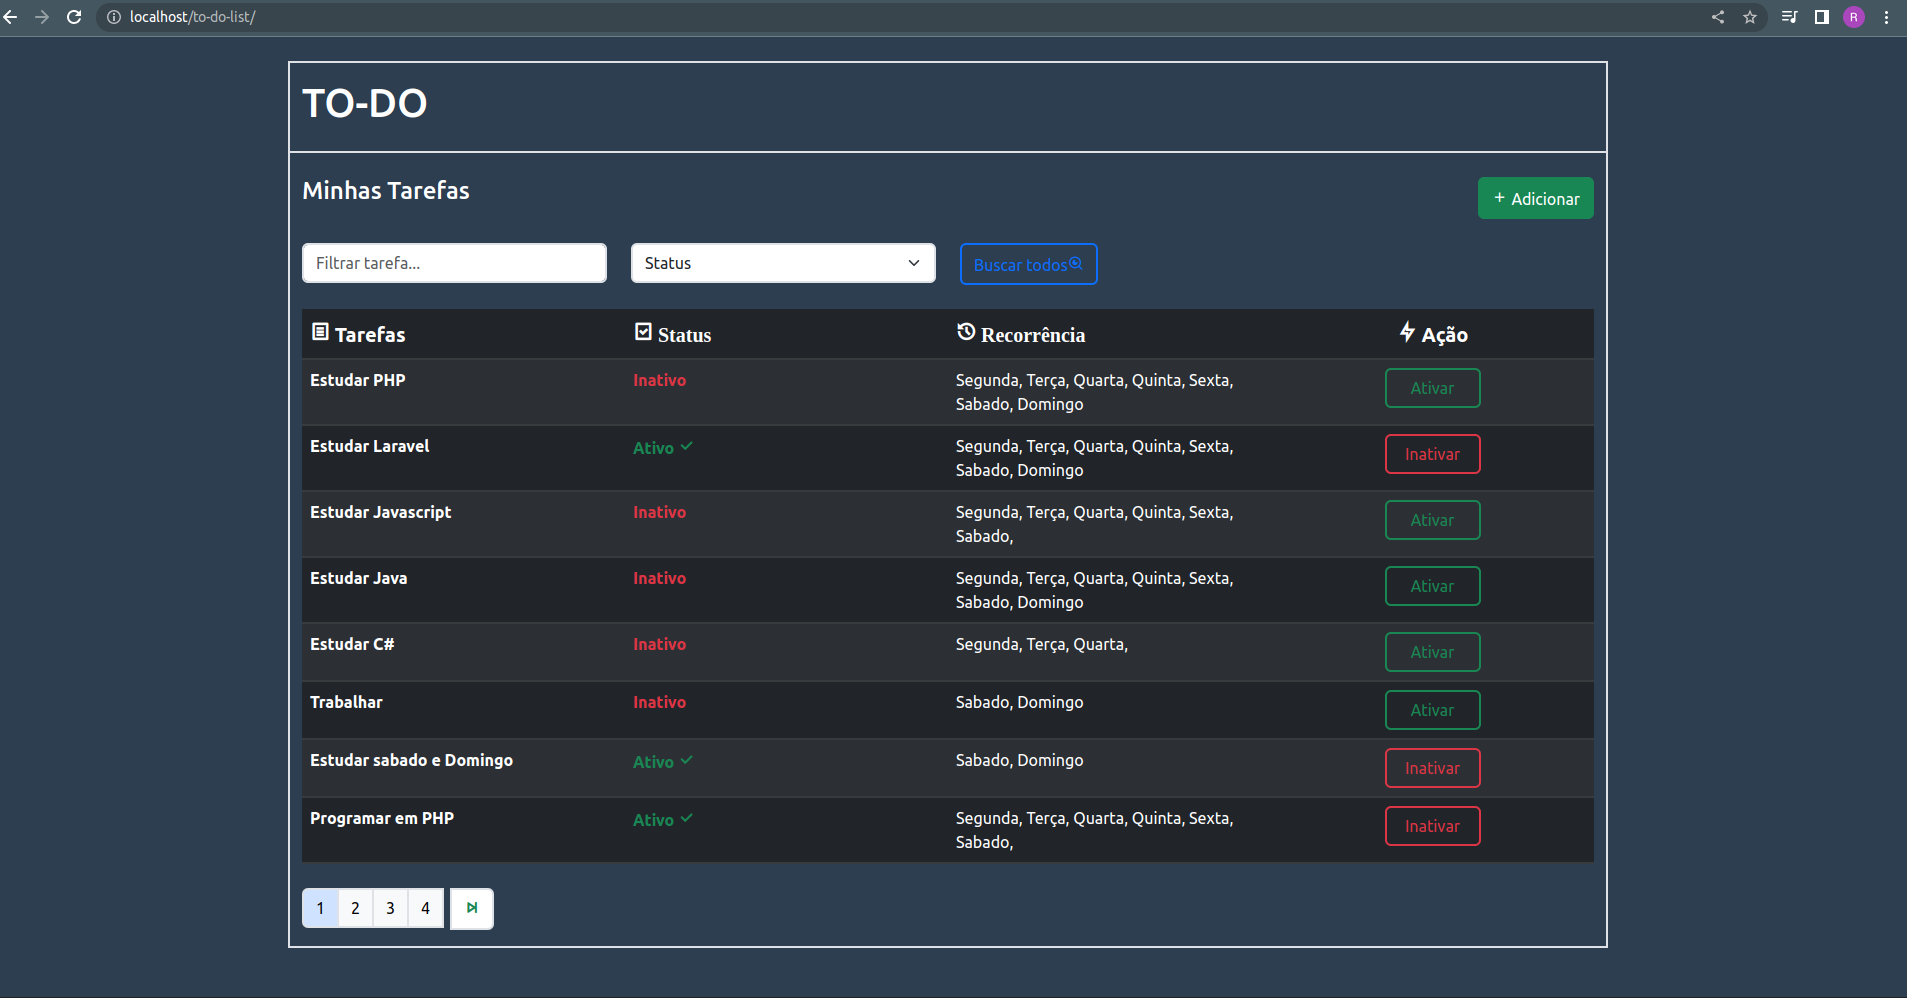 localhost/to-do-list/
R
TO-DO
Minhas Tarefas
+ Adicionar
Filtrar tarefa...
Status
Buscar todos
Tarefas Status Recorrência Ação
Estudar PHP Inativo Segunda, Terça, Quarta, Quinta, Sexta, Ativar
Sabado, Domingo
Estudar Laravel Ativo Segunda, Terça, Quarta, Quinta, Sexta, Inativar
Sabado, Domingo
Estudar Javascript Inativo Segunda, Terça, Quarta, Quinta, Sexta, Ativar
Sabado,
Estudar Java Inativo Segunda, Terça, Quarta, Quinta, Sexta, Ativar
Sabado, Domingo
Estudar C# Inativo Segunda, Terça, Quarta, Ativar
Trabalhar Inativo Sabado, Domingo Ativar
Estudar sabado e Domingo Ativo Sabado, Domingo Inativar
Programar em PHP Ativo Segunda, Terça, Quarta, Quinta, Sexta, Inativar
Sabado,
1 2 3 4